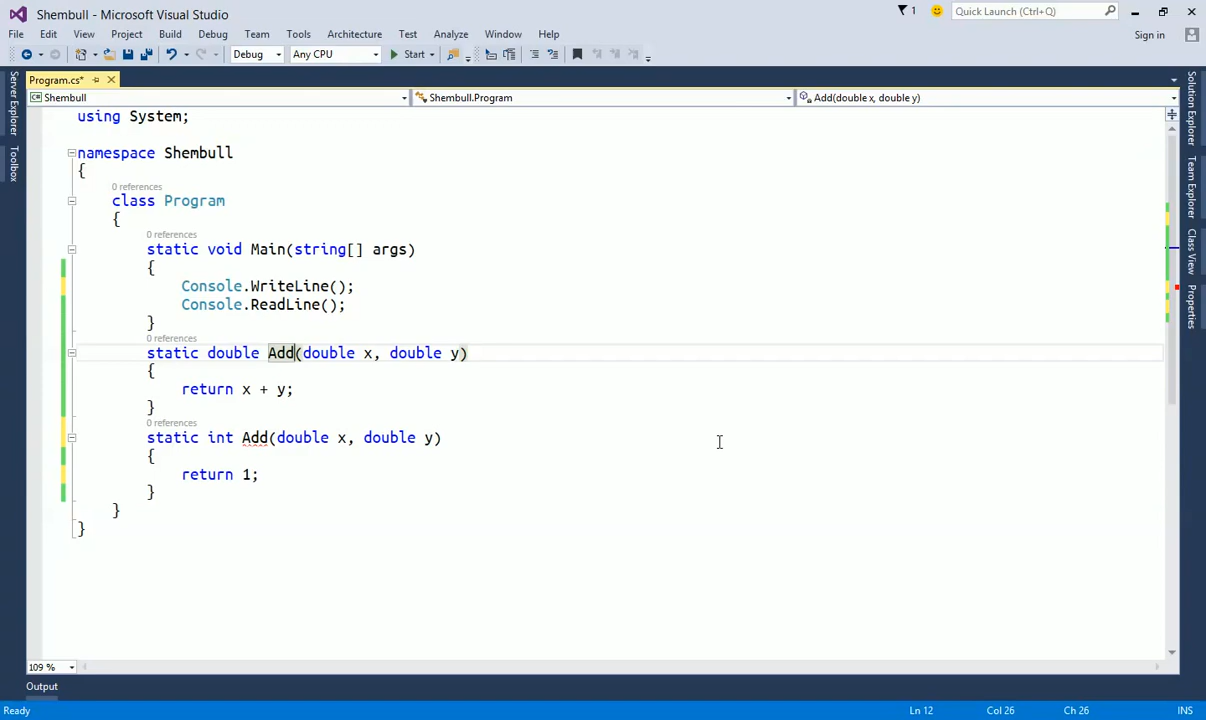 Shembull - Microsoft Visual Studio
1
Quick Launch (Ctrl+Q)
File Edit View Project Build Debug Team Tools Architecture Test Analyze Window Help
Sign in
Debug Any CPU Start
Program.cs*
Shembull Shembull.Program Add(double x, double y)
Server Explorer
Toolbox
Solution Explorer
Team Explorer
Class View
Properties
using System;
namespace Shembull
{
0 references
class Program
{
0 references
static void Main(string[] args)
{
Console.WriteLine();
Console.ReadLine();
}
0 references
static double Add(double x, double y)
{
return x + y;
}
0 references
static int Add(double x, double y)
{
return 1;
}
}
}
109 %
Output
Ready Ln 12 Col 26 Ch 26 INS